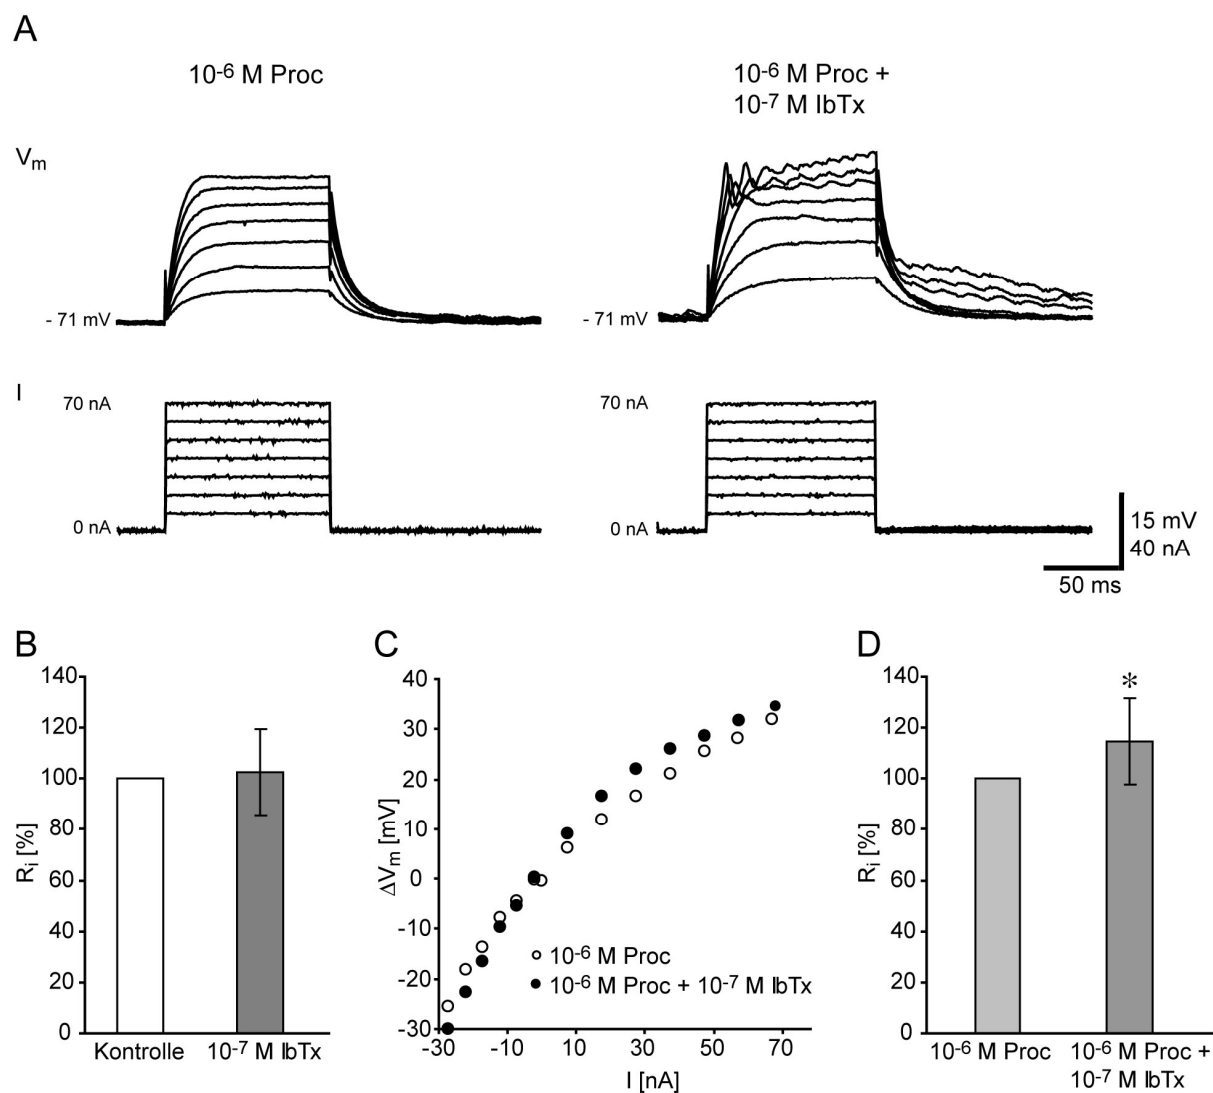 A
10-6 M Proc
10-6 M Proc +
10-7 M IbTx
Vm
- 71 mV
- 71 mV
I
70 nA
70 nA
0 nA
0 nA
15 mV
40 nA
50 ms
B
140
120
100
80
60
40
20
0
Ri [%]
Kontrolle
10-7 M IbTx
C
40
30
20
10
0
-10
-20
-30
ΔVm [mV]
10-6 M Proc
10-6 M Proc + 10-7 M IbTx
-30
-10
10
30
50
70
I [nA]
D
140
120
100
80
60
40
20
0
Ri [%]
*
10-6 M Proc
10-6 M Proc +
10-7 M IbTx